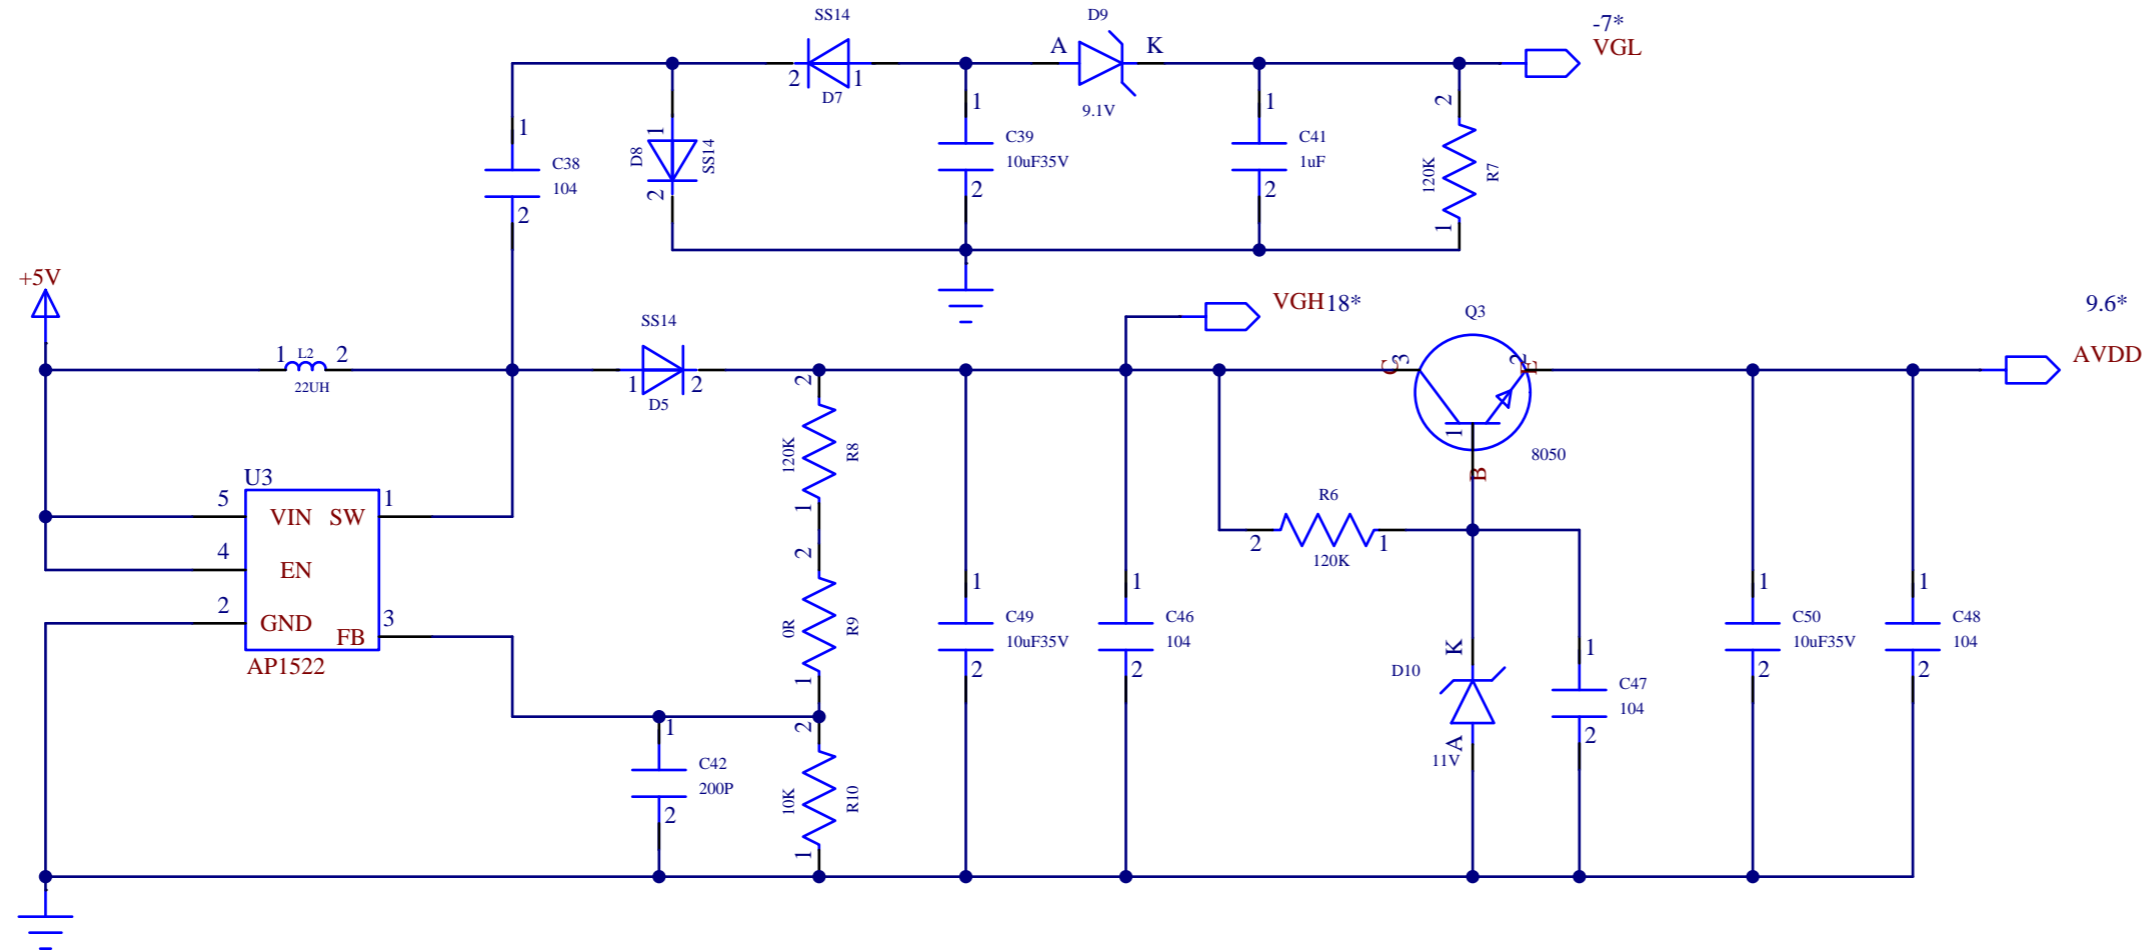 SS14
D9
-7*
VGL
A
K
2
1
D7
9.1V
1
C38
104
2
D8
1
2
SS14
1
C39
10uF35V
2
1
C41
1uF
2
2
120K
R7
1
+5V
1
L2
2
22UH
SS14
1
2
D5
VGH
18*
Q3
C
3
2
E
1
B
8050
9.6*
AVDD
U3
5
VIN
SW
1
4
EN
2
GND
FB
3
AP1522
2
120K
R8
1
2
0R
R9
1
2
10K
R10
1
1
C42
200P
2
1
C49
10uF35V
2
1
C46
104
2
R6
2
1
120K
K
D10
A
11V
1
C47
104
2
1
C50
10uF35V
2
1
C48
104
2